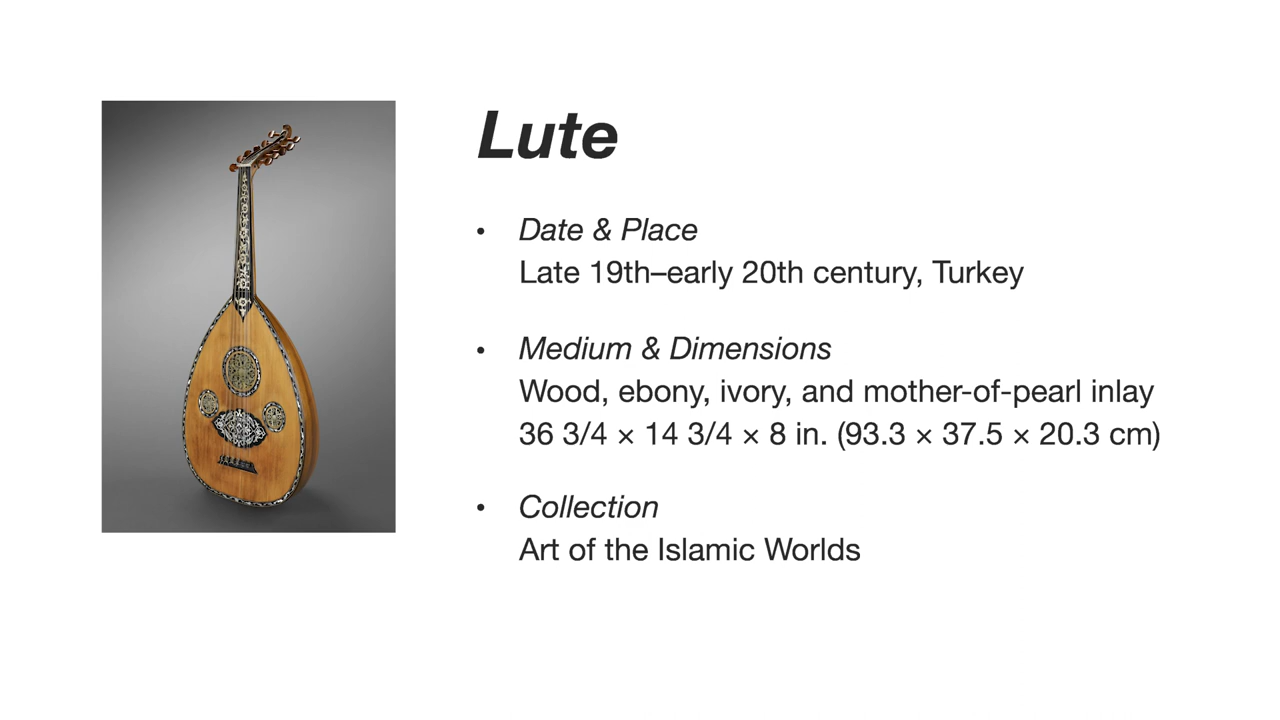 Lute
• Date & Place
Late 19th–early 20th century, Turkey
• Medium & Dimensions
Wood, ebony, ivory, and mother-of-pearl inlay
36 3/4 × 14 3/4 × 8 in. (93.3 × 37.5 × 20.3 cm)
• Collection
Art of the Islamic Worlds